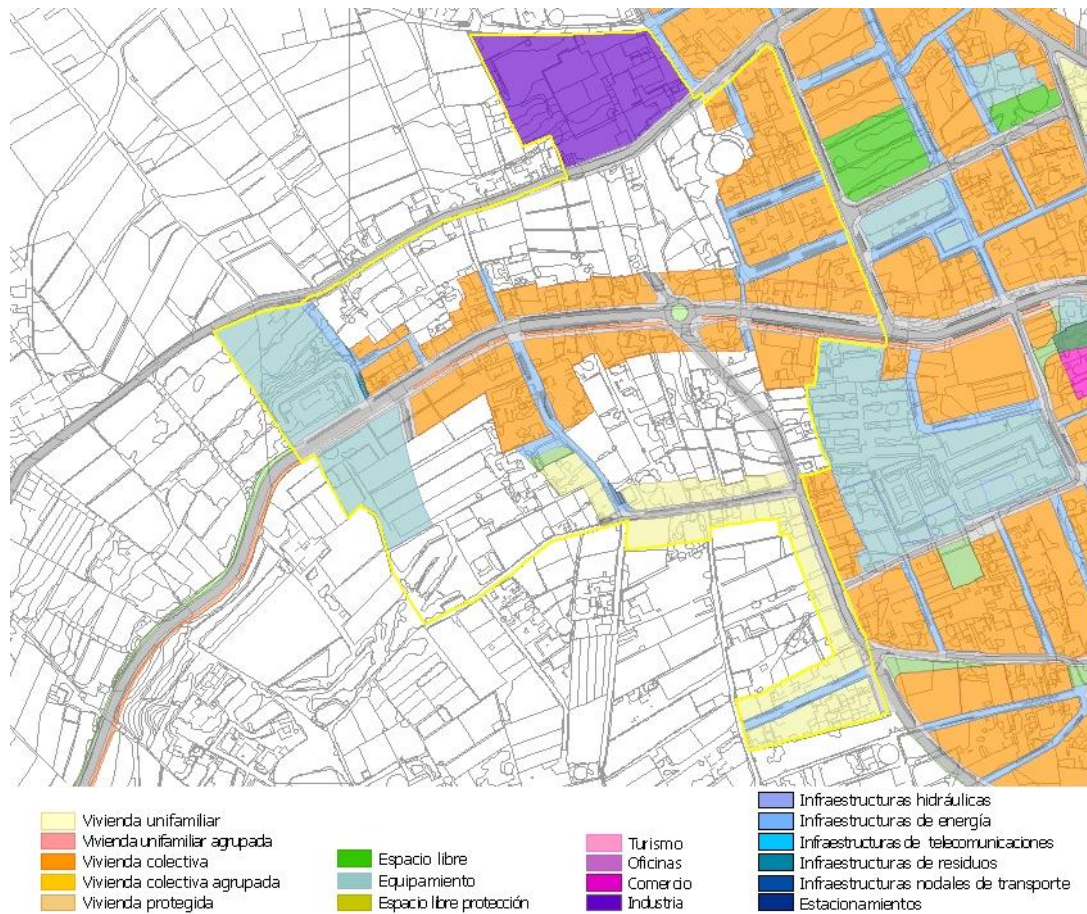 Vivienda unifamiliar
Vivienda unifamiliar agrupada
Vivienda colectiva
Vivienda colectiva agrupada
Vivienda protegida
Espacio libre
Equipamiento
Espacio libre protección
Turismo
Oficinas
Comercio
Industria
Infraestructuras hidráulicas
Infraestructuras de energía
Infraestructuras de telecomunicaciones
Infraestructuras de residuos
Infraestructuras nodales de transporte
Estacionamientos